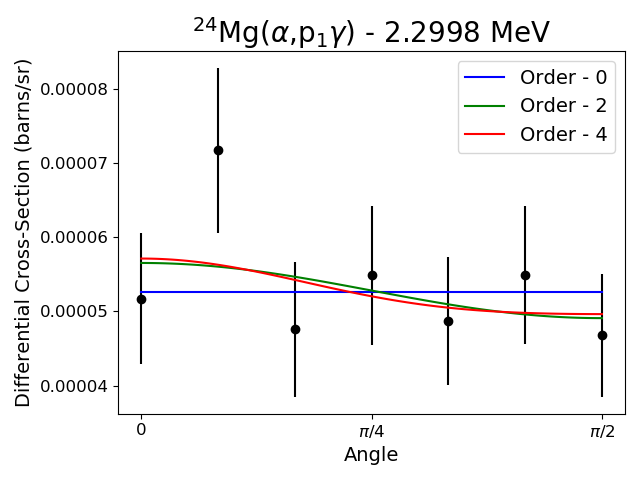 ²⁴Mg(α,p₁γ) - 2.2998 MeV
Differential Cross-Section (barns/sr)
0.00008
0.00007
0.00006
0.00005
0.00004
Order - 0
Order - 2
Order - 4
0 π/4 π/2
Angle